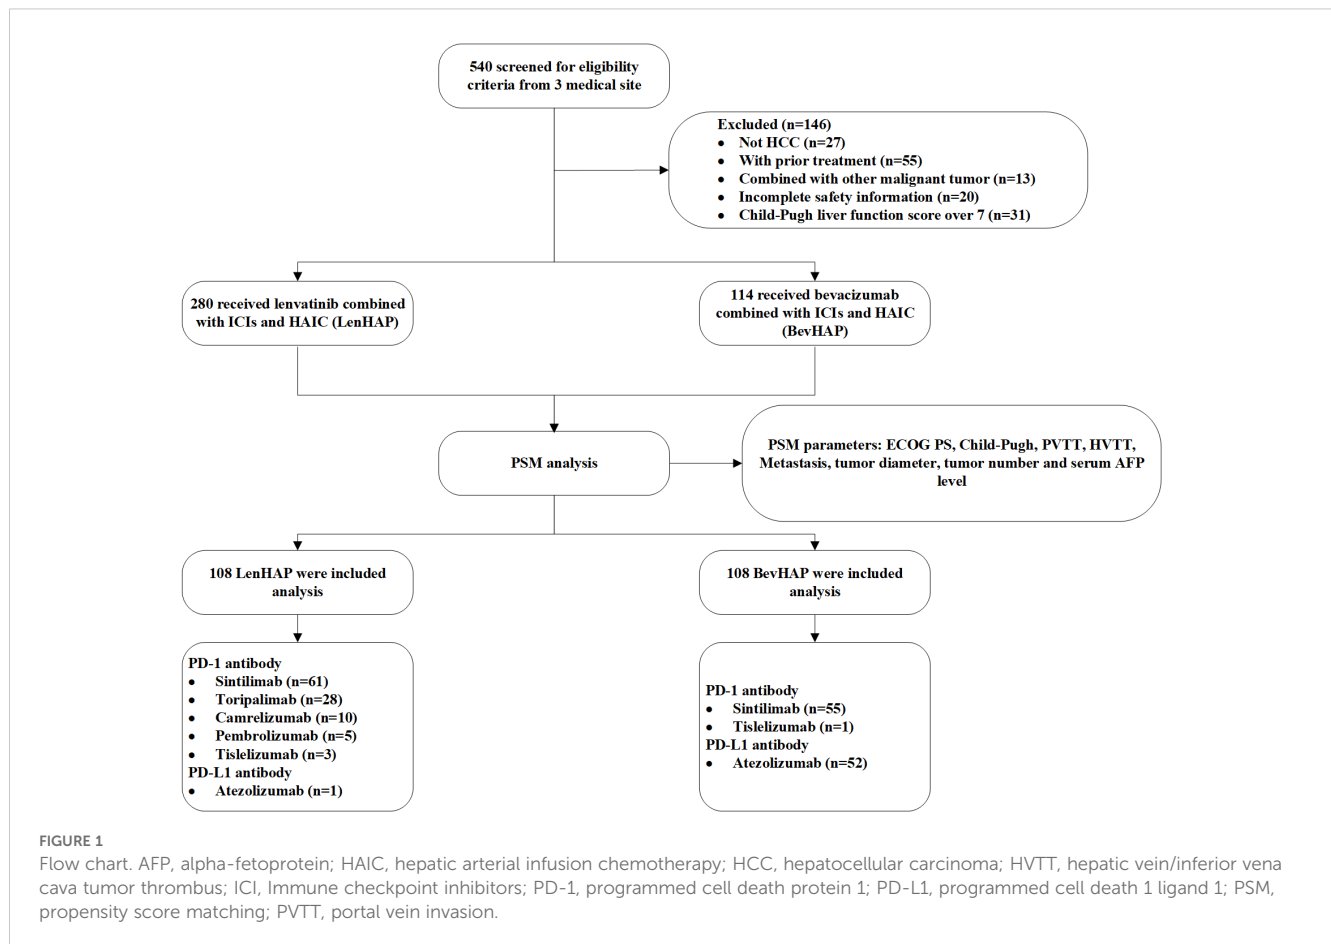 540 screened for eligibility
criteria from 3 medical site
Excluded (n=146)
• Not HCC (n=27)
• With prior treatment (n=55)
• Combined with other malignant tumor (n=13)
• Incomplete safety information (n=20)
• Child-Pugh liver function score over 7 (n=31)
280 received lenvatinib combined
with ICIs and HAIC (LenHAP)
114 received bevacizumab
combined with ICIs and HAIC
(BevHAP)
PSM analysis
PSM parameters: ECOG PS, Child-Pugh, PVTT, HVTT,
Metastasis, tumor diameter, tumor number and serum AFP
level
108 LenHAP were included
analysis
108 BevHAP were included
analysis
PD-1 antibody
• Sintilimab (n=61)
• Toripalimab (n=28)
• Camrelizumab (n=10)
• Pembrolizumab (n=5)
• Tislelizumab (n=3)
PD-L1 antibody
• Atezolizumab (n=1)
PD-1 antibody
• Sintilimab (n=55)
• Tislelizumab (n=1)
PD-L1 antibody
• Atezolizumab (n=52)
FIGURE 1
Flow chart. AFP, alpha-fetoprotein; HAIC, hepatic arterial infusion chemotherapy; HCC, hepatocellular carcinoma; HVTT, hepatic vein/inferior vena
cava tumor thrombus; ICI, Immune checkpoint inhibitors; PD-1, programmed cell death protein 1; PD-L1, programmed cell death 1 ligand 1; PSM,
propensity score matching; PVTT, portal vein invasion.